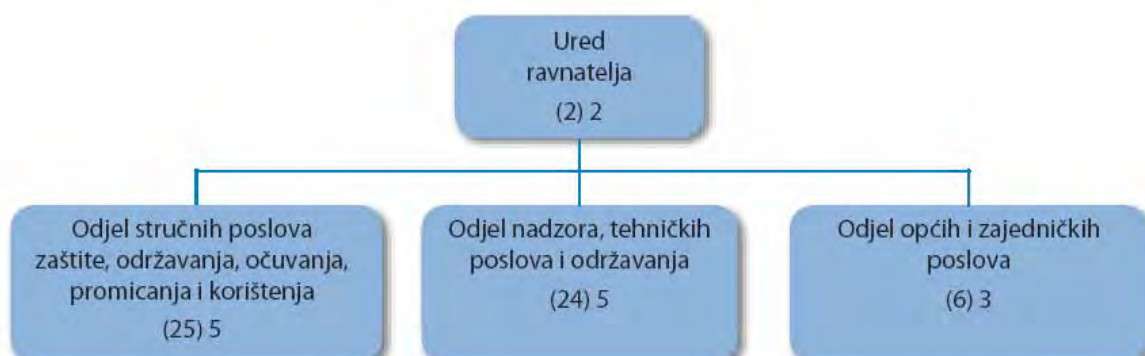 Ured
ravnatelja
(2) 2
Odjel stručnih poslova
zaštite, održavanja, očuvanja,
promicanja i korištenja
(25) 5
Odjel nadzora, tehničkih
poslova i održavanja
(24) 5
Odjel općih i zajedničkih
poslova
(6) 3